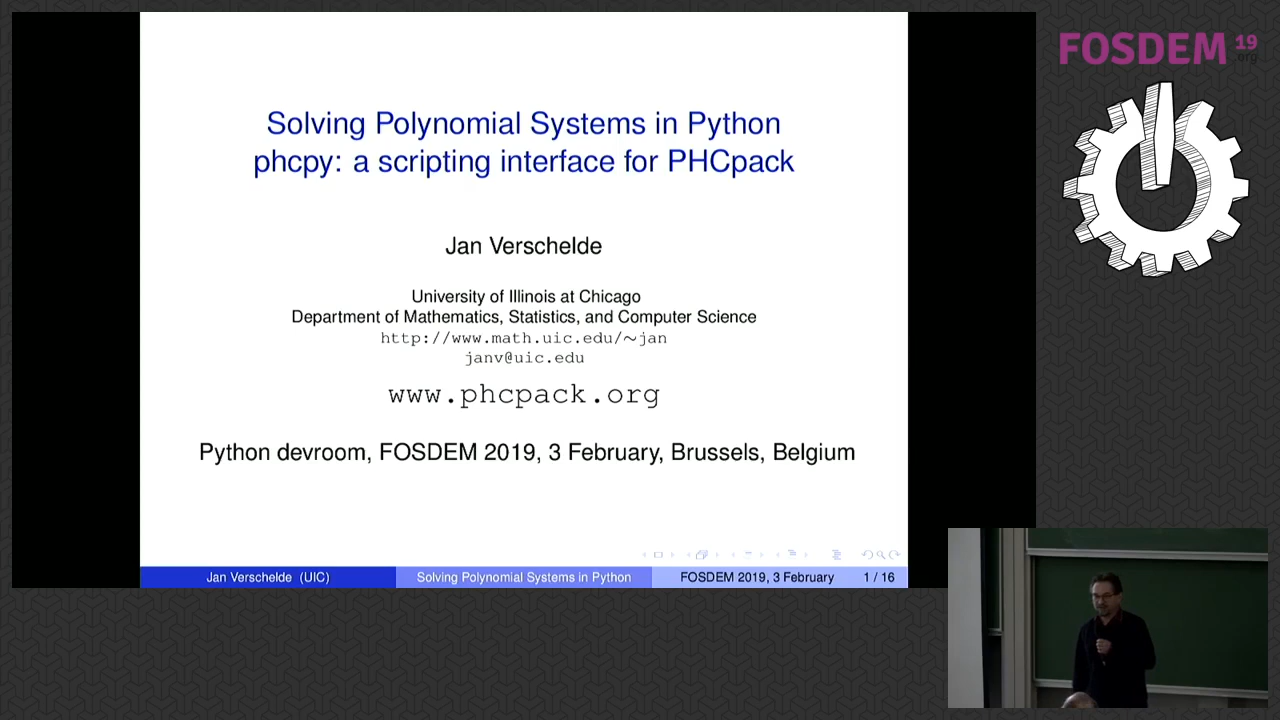 Solving Polynomial Systems in Python
phcpy: a scripting interface for PHCpack
Jan Verschelde
University of Illinois at Chicago
Department of Mathematics, Statistics, and Computer Science
http://www.math.uic.edu/~jan
janv@uic.edu
www.phcpack.org
Python devroom, FOSDEM 2019, 3 February, Brussels, Belgium
Jan Verschelde (UIC) Solving Polynomial Systems in Python FOSDEM 2019, 3 February 1 / 16
FOSDEM 19
.org